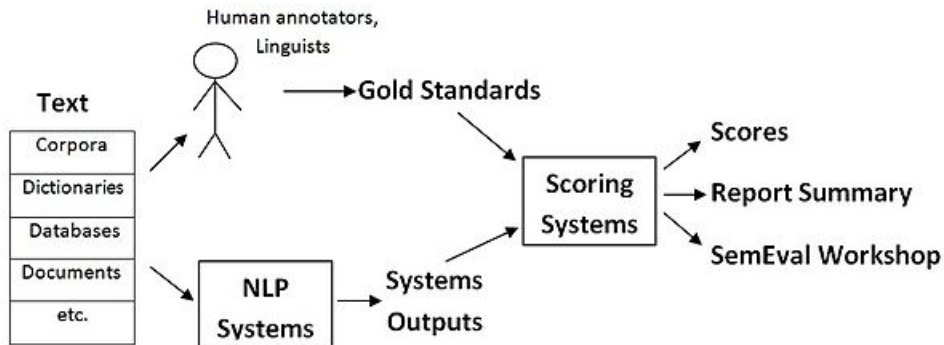 Human annotators,
Linguists
Text
Corpora
Dictionaries
Databases
Documents
etc.
Gold Standards
NLP
Systems
Systems
Outputs
Scoring
Systems
Scores
Report Summary
SemEval Workshop